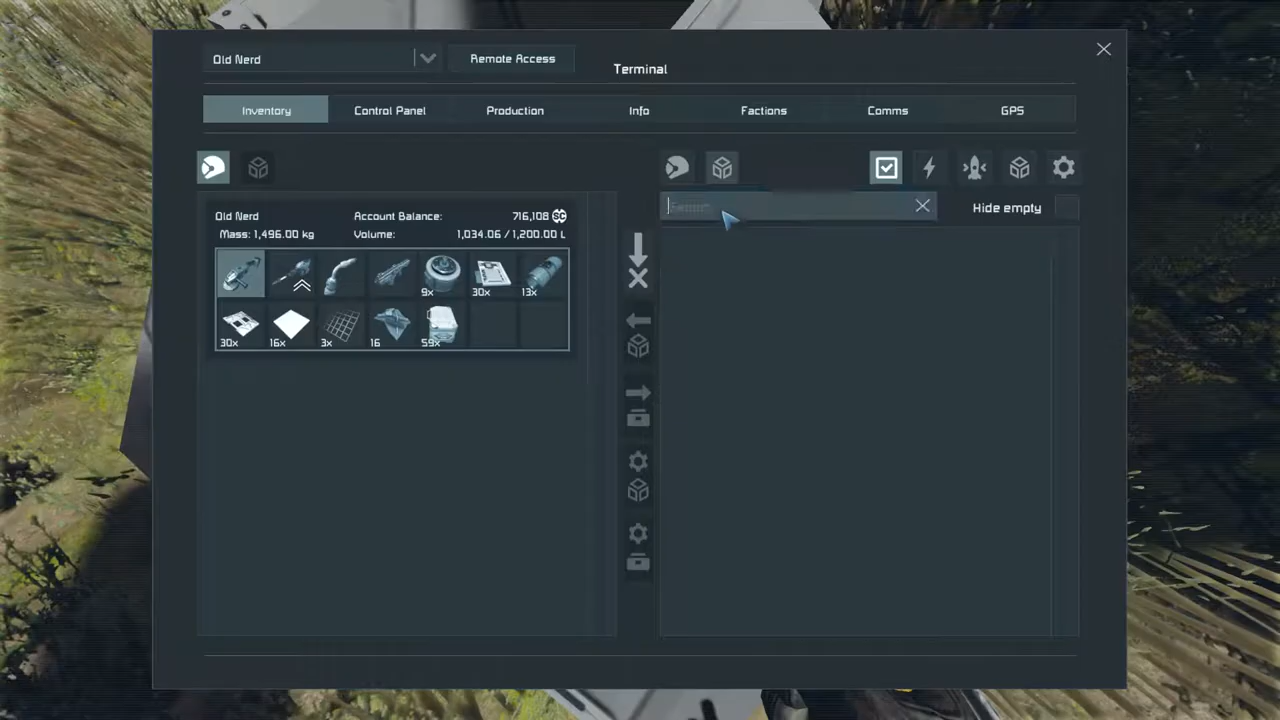 Old Nerd
Remote Access
Terminal
Inventory
Control Panel
Production
Info
Factions
Comms
GPS
Old Nerd
Account Balance:
716,108 SC
Mass: 1,496.00 kg
Volume:
1,034.06 / 1,200.00 L
9x
30x
13x
30x
16x
3x
16
59x
Hide empty